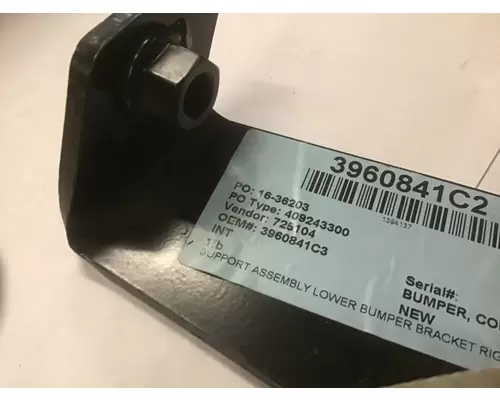 3960841C2
1394137
PO: 16-36203
PO Type: 409243300
Vendor: 725104
OEM#: 3960841C3
INT
1/b
SUPPORT ASSEMBLY LOWER BUMPER BRACKET RIG
Serial#:
BUMPER, CO
NEW